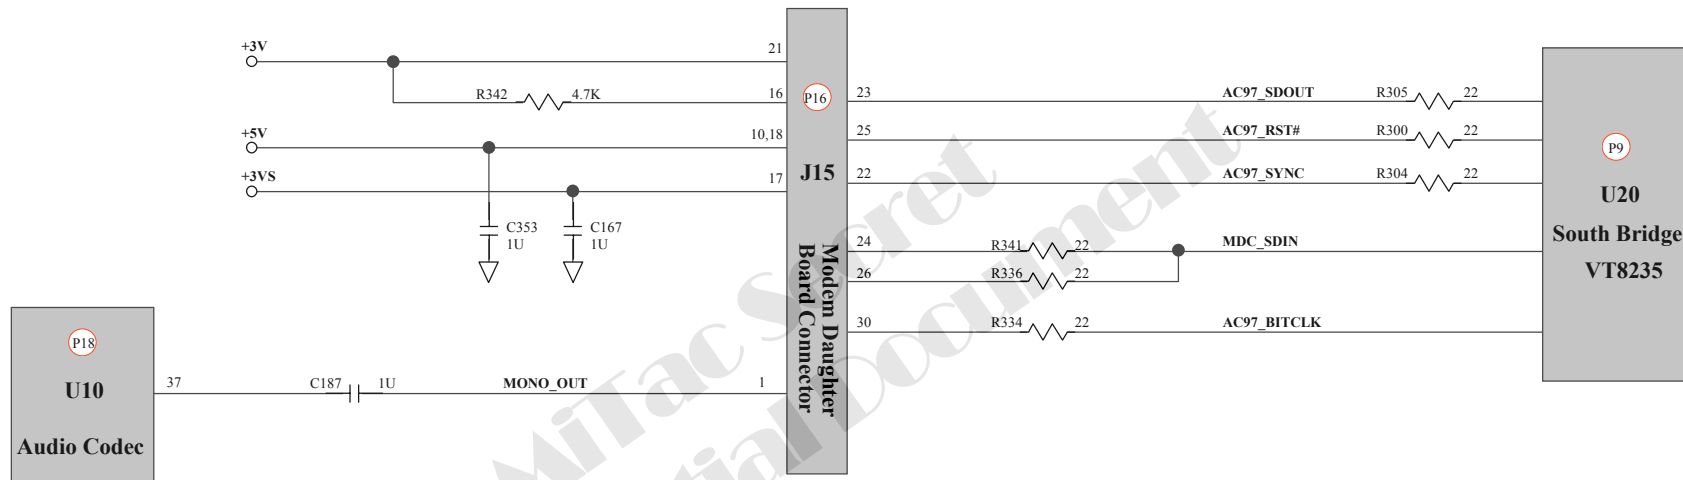 +3V
21
P16
R342
4.7K
16
23
AC97_SDOUT
R305
22
+5V
10,18
25
AC97_RST#
R300
22
P9
+3VS
17
J15
22
AC97_SYNC
R304
22
U20
C353
1U
C167
1U
Modem Daughter
Board Connector
24
R341
22
MDC_SDIN
South Bridge
VT8235
26
R336
22
30
R334
22
AC97_BITCLK
P18
U10
Audio Codec
37
C187
1U
MONO_OUT
1
MiTac Secret
tial Document